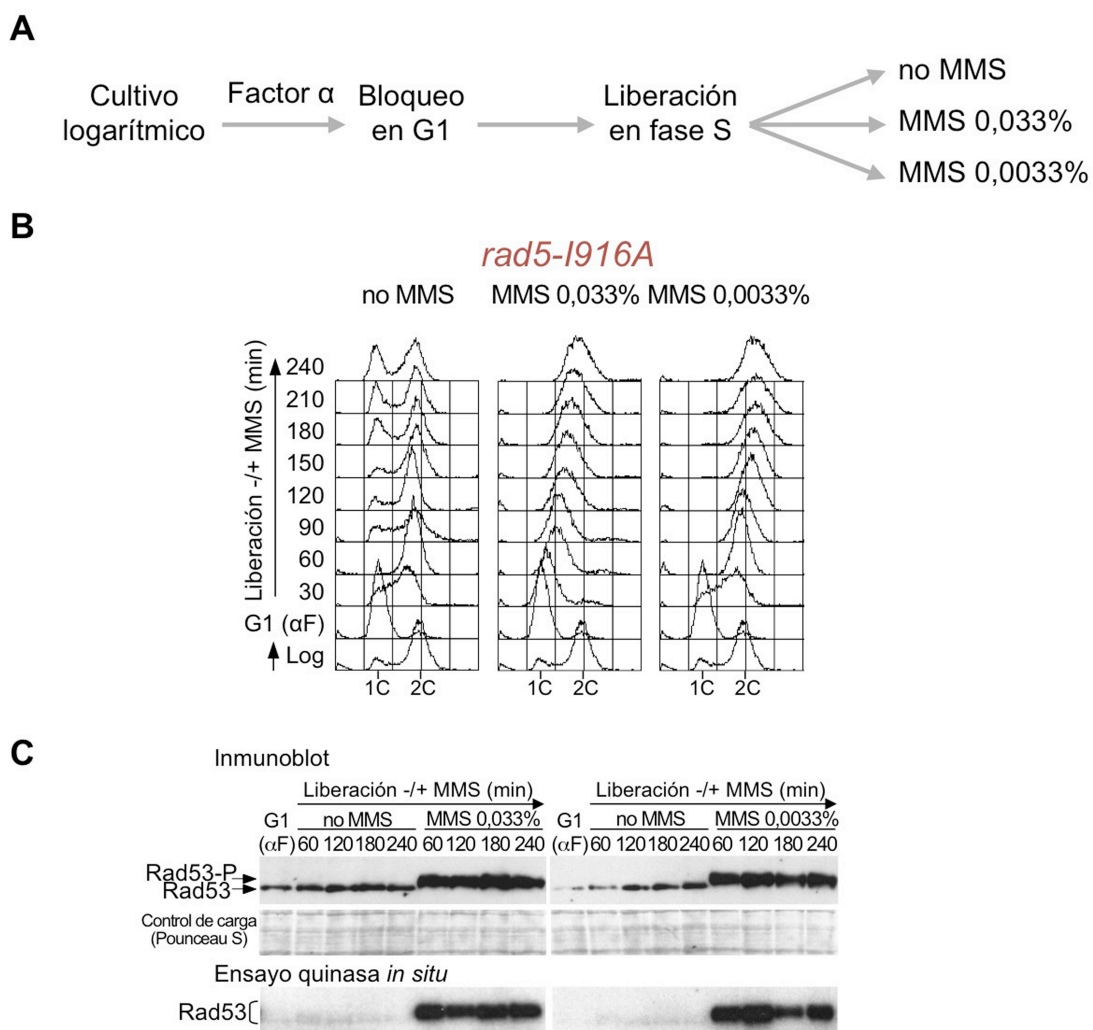 A
Cultivo
logarítmico
Factor α
Bloqueo
en G1
Liberación
en fase S
no MMS
MMS 0,033%
MMS 0,0033%
B
rad5-I916A
no MMS MMS 0,033% MMS 0,0033%
Liberación -/+ MMS (min)
240
210
180
150
120
90
60
30
G1 (αF)
Log
1C 2C 1C 2C 1C 2C
C
Inmunoblot
Liberación -/+ MMS (min) Liberación -/+ MMS (min)
G1 no MMS MMS 0,033% G1 no MMS MMS 0,0033%
(αF) 60 120 180 240 60 120 180 240 (αF) 60 120 180 240 60 120 180 240
Rad53-P
Rad53
Control de carga
(Pounceau S)
Ensayo quinasa in situ
Rad53